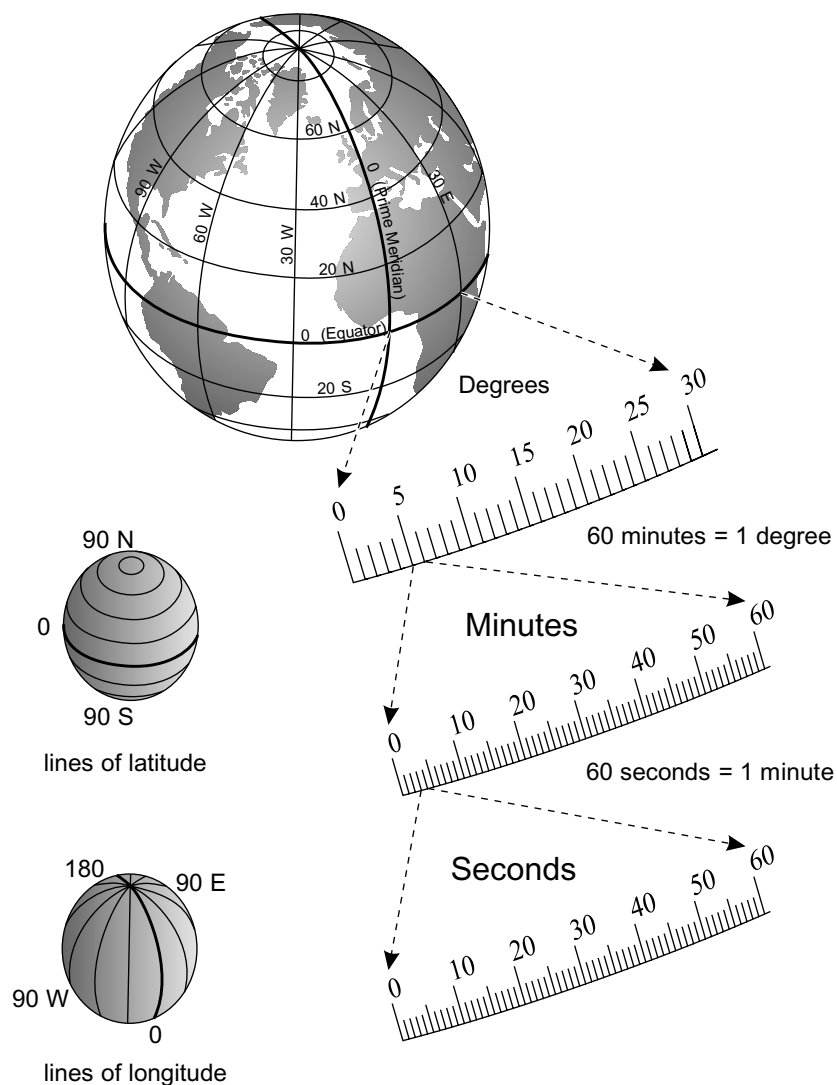 60 N
40 N
20 N
0 (Equator)
20 S
90 W
60 W
30 W
0 (Prime Meridian)
30 E
Degrees
0 5 10 15 20 25 30
60 minutes = 1 degree
Minutes
0 10 20 30 40 50 60
60 seconds = 1 minute
Seconds
0 10 20 30 40 50 60
90 N
0
90 S
lines of latitude
180
90 E
90 W
0
lines of longitude